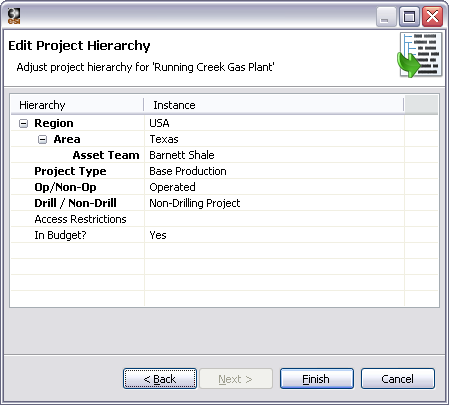 esi
Edit Project Hierarchy
Adjust project hierarchy for 'Running Creek Gas Plant'
Hierarchy Instance
Region USA
Area Texas
Asset Team Barnett Shale
Project Type Base Production
Op/Non-Op Operated
Drill / Non-Drill Non-Drilling Project
Access Restrictions
In Budget? Yes
< Back Next > Finish Cancel